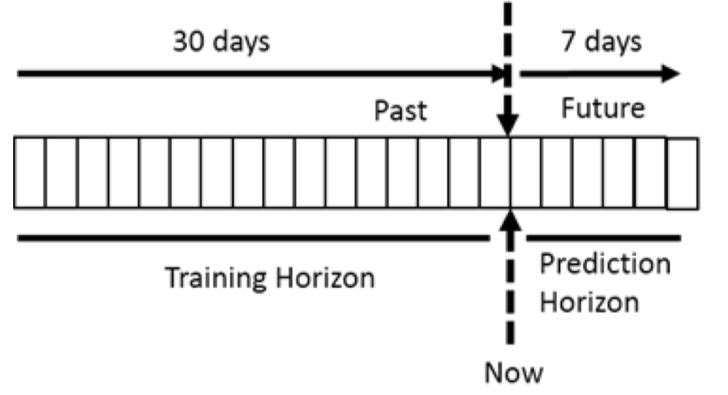 30 days
7 days
Past
Future
Training Horizon
Prediction
Horizon
Now